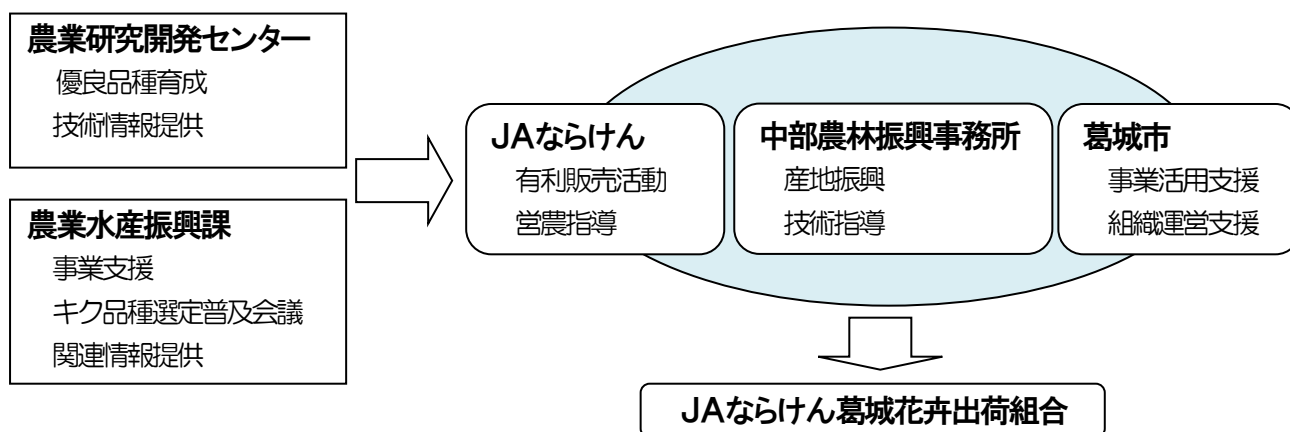 農業研究開発センター
優良品種育成
技術情報提供
農業水産振興課
事業支援
キク品種選定普及会議
関連情報提供
JAならけん
有利販売活動
営農指導
中部農林振興事務所
産地振興
技術指導
葛城市
事業活用支援
組織運営支援
JAならけん葛城花卉出荷組合